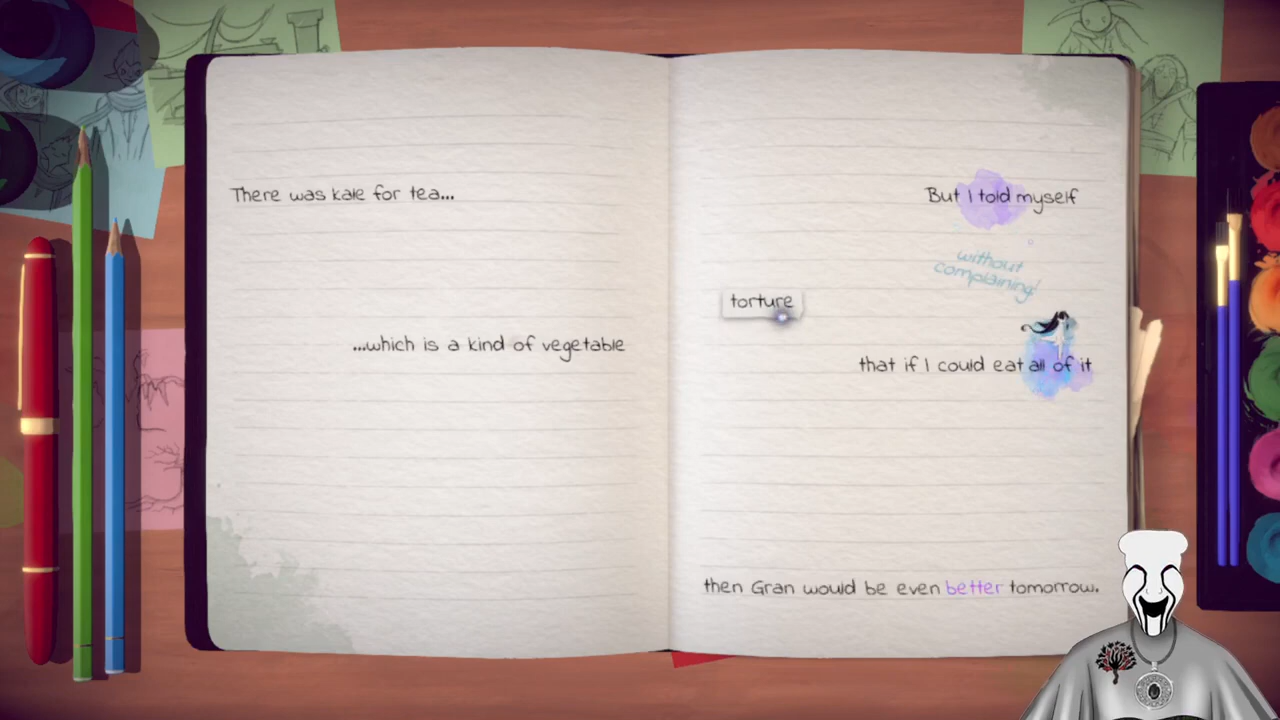 There was kale for tea...
...which is a kind of vegetable
But I told myself
without
complaining!
torture
that if I could eat all of it
then Gran would be even better tomorrow.